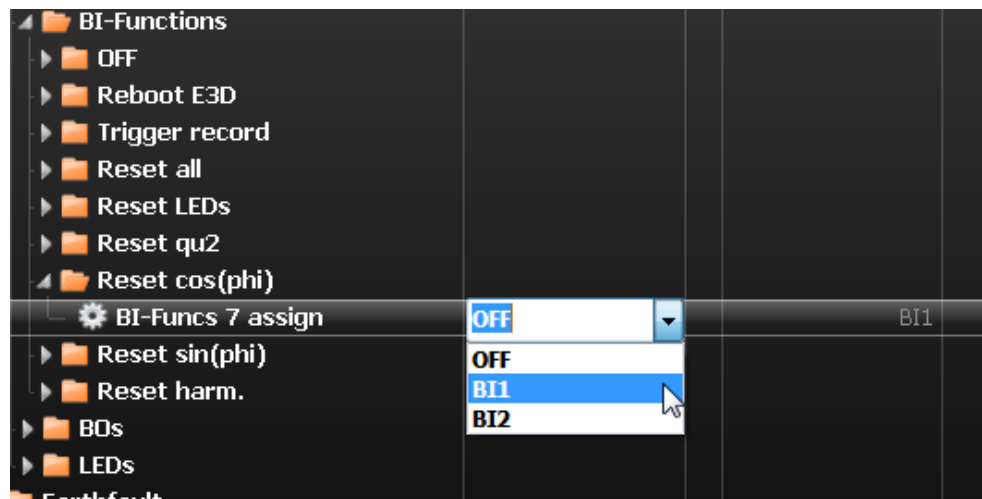 BI-Functions
OFF
Reboot E3D
Trigger record
Reset all
Reset LEDs
Reset qu2
Reset cos(phi)
BI-Funcs 7 assign OFF BI1
Reset sin(phi) OFF
Reset harm. BI1
BOs BI2
LEDs
Earthfault